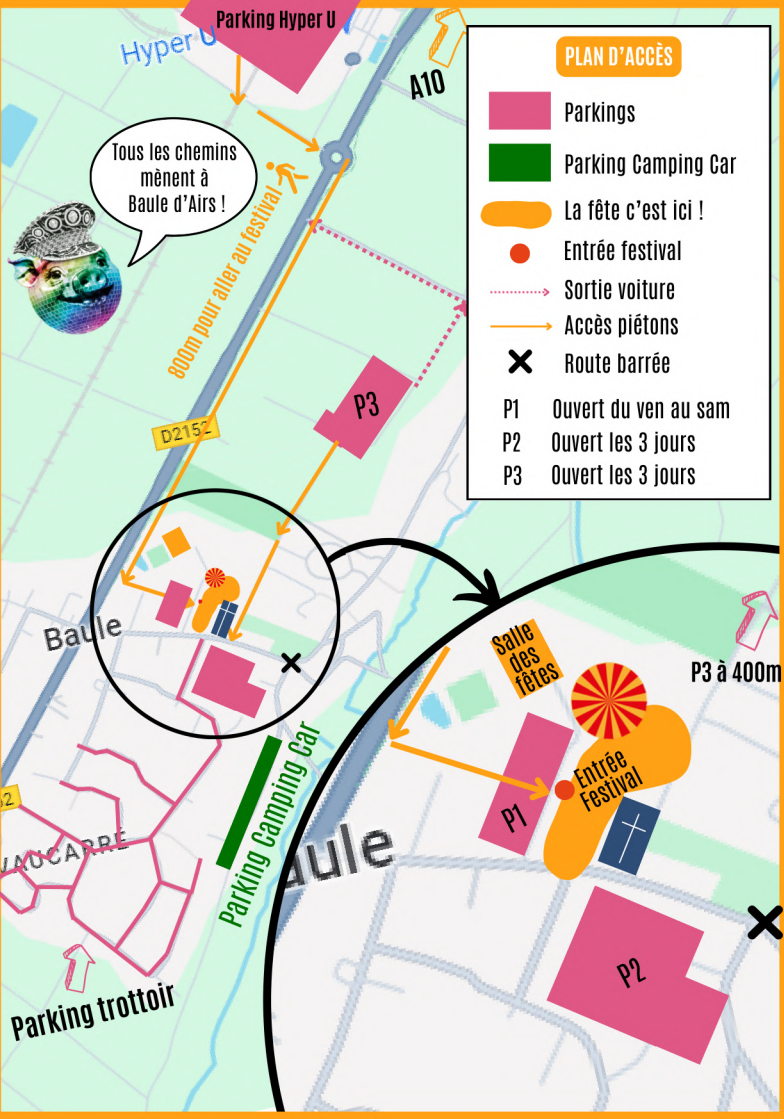 Parking Hyper U
Hyper U
A10
PLAN D'ACCÈS
Parkings
Parking Camping Car
La fête c'est ici !
Entrée festival
Sortie voiture
Accès piétons
Route barrée
P1 Ouvert du ven au sam
P2 Ouvert les 3 jours
P3 Ouvert les 3 jours
Tous les chemins
mènent à
Baule d'Airs !
800m pour aller au festival
P3
D2152
Baule
P3 à 400m
Salle
des
fêtes
Entrée
Festival
P1
aule
P2
Parking Camping Car
52
VAUCARRE
Parking trottoir